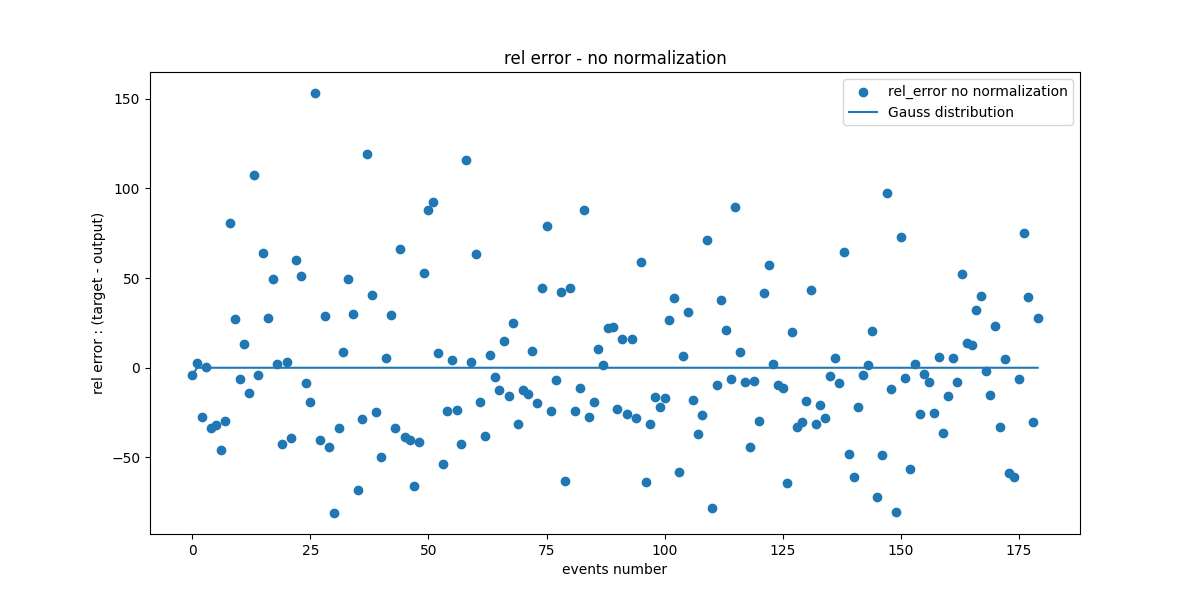 rel error - no normalization
rel_error no normalization
Gauss distribution
rel error : (target - output)
150
100
50
0
−50
0 25 50 75 100 125 150 175
events number